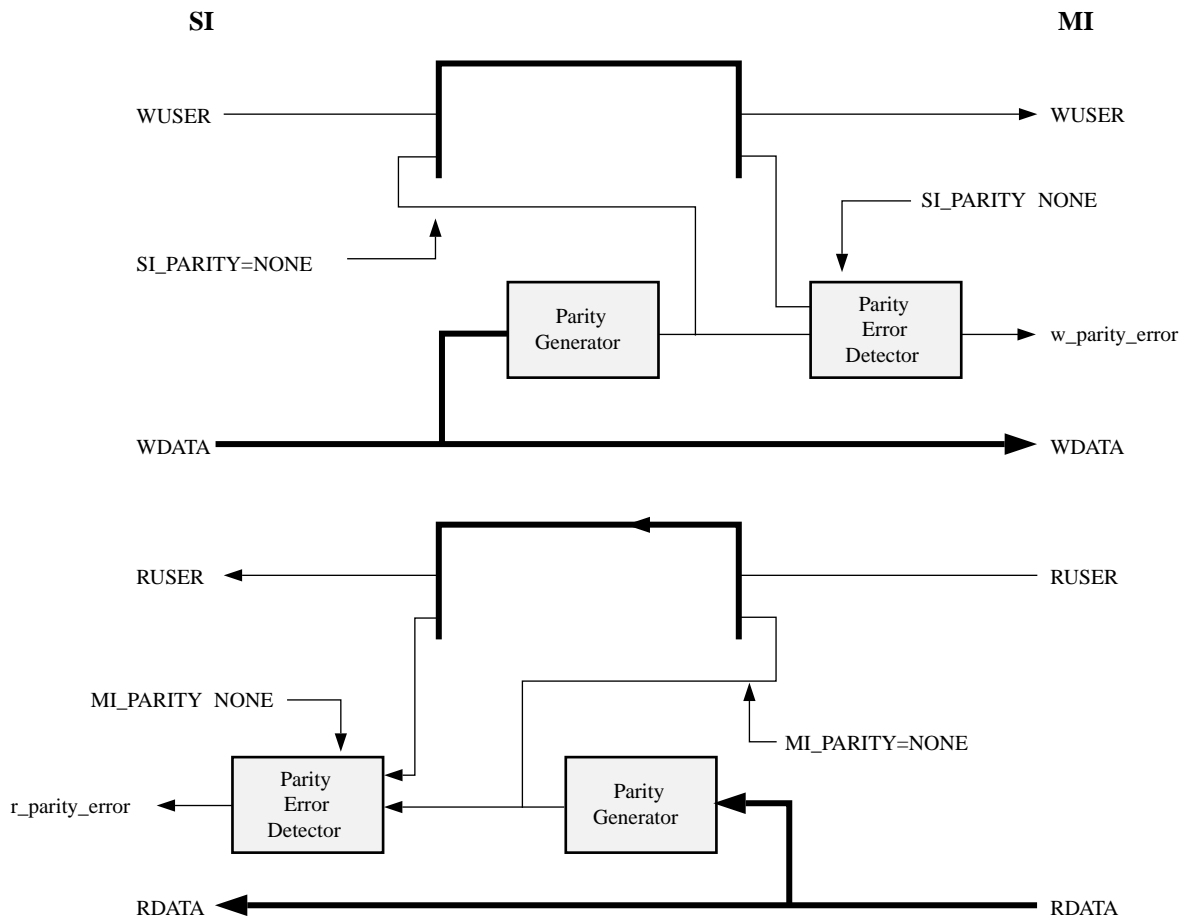 SI MI
WUSER WUSER
SI_PARITY NONE
SI_PARITY=NONE
Parity
Generator
Parity
Error
Detector
w_parity_error
WDATA WDATA
RUSER RUSER
MI_PARITY NONE
MI_PARITY=NONE
Parity
Error
Detector
Parity
Generator
r_parity_error
RDATA RDATA